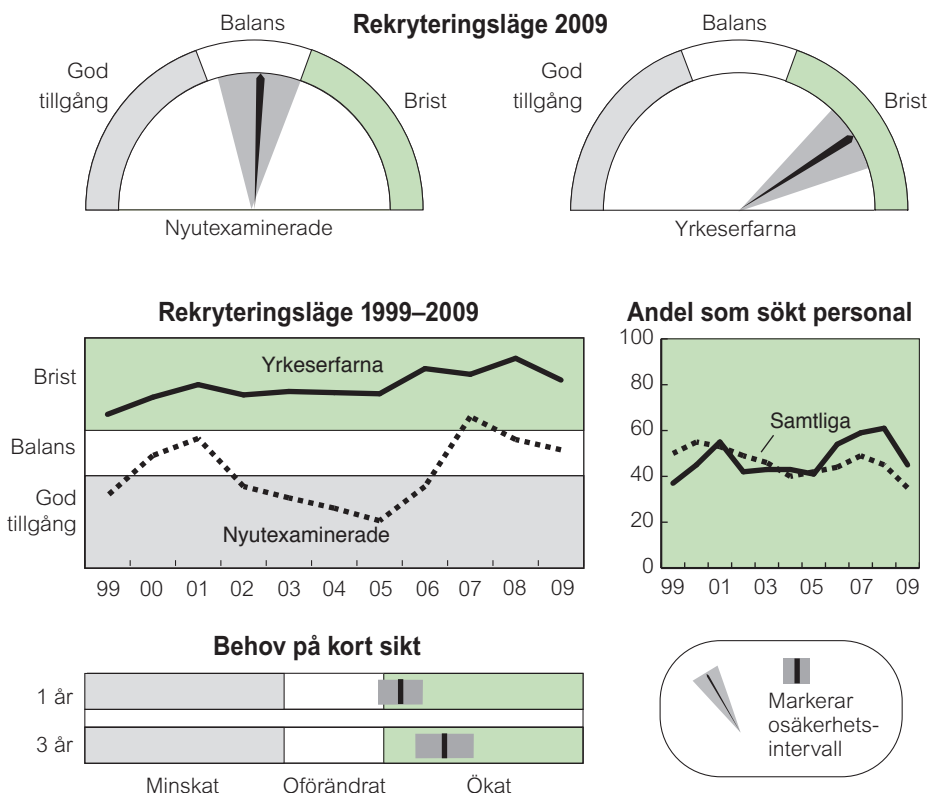 Rekryteringsläge 2009
Balans
God
tillgång
Brist
Nyutexaminerade
Balans
God
tillgång
Brist
Yrkeserfarna
Rekryteringsläge 1999–2009
Brist
Balans
God
tillgång
Yrkeserfarna
Nyutexaminerade
99 00 01 02 03 04 05 06 07 08 09
Andel som sökt personal
100
80
60
40
20
0
Samtliga
99 01 03 05 07 09
Behov på kort sikt
1 år
3 år
Minskat Oförändrat Ökat
Markerar
osäkerhets-
intervall